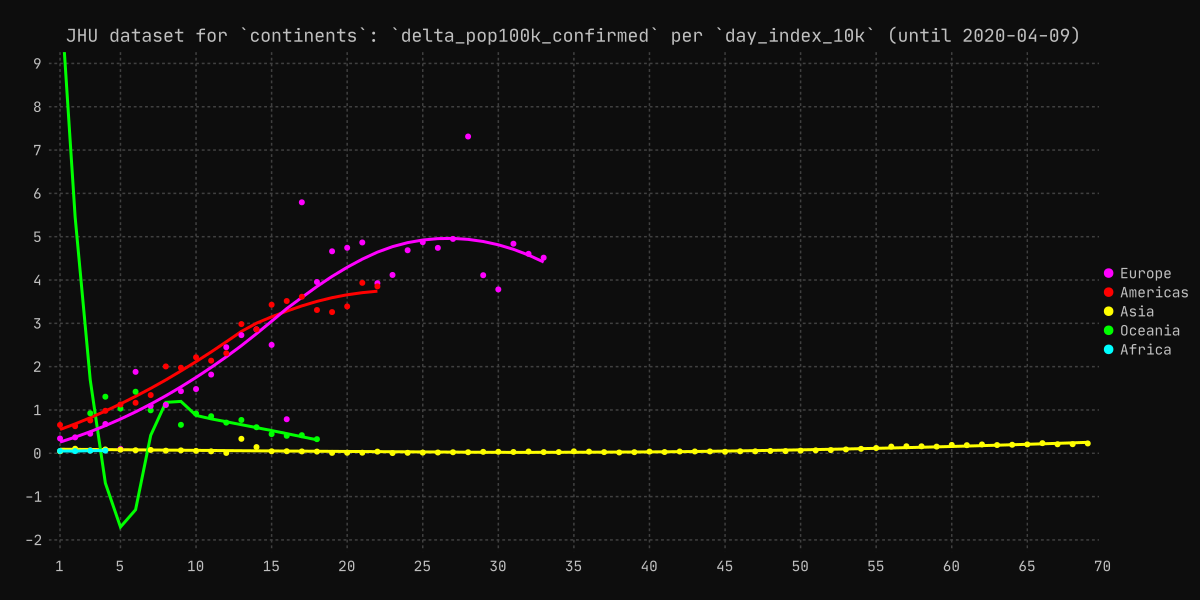 JHU dataset for `continents`: `delta_pop100k_confirmed` per `day_index_10k` (until 2020-04-09)
9
8
7
6
5
4
3
2
1
0
-1
-2
1 5 10 15 20 25 30 35 40 45 50 55 60 65 70
Europe
Americas
Asia
Oceania
Africa